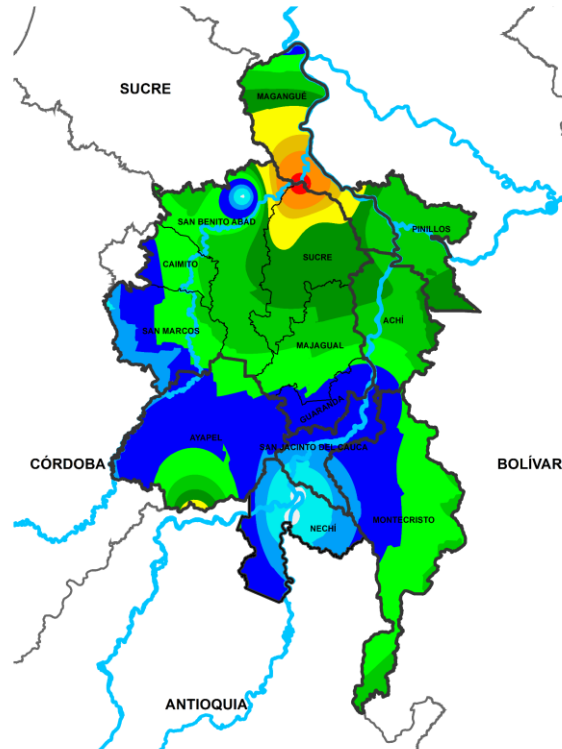 SUCRE
MAGANGUÉ
SAN BENITO ABAD
PINILLOS
SUCRE
CAIMITO
SAN MARCOS
ACHÍ
MAJAGUAL
GUARANDA
AYAPEL
SAN JACINTO DEL CAUCA
CÓRDOBA
BOLÍVAR
MONTECRISTO
NECHÍ
ANTIOQUIA